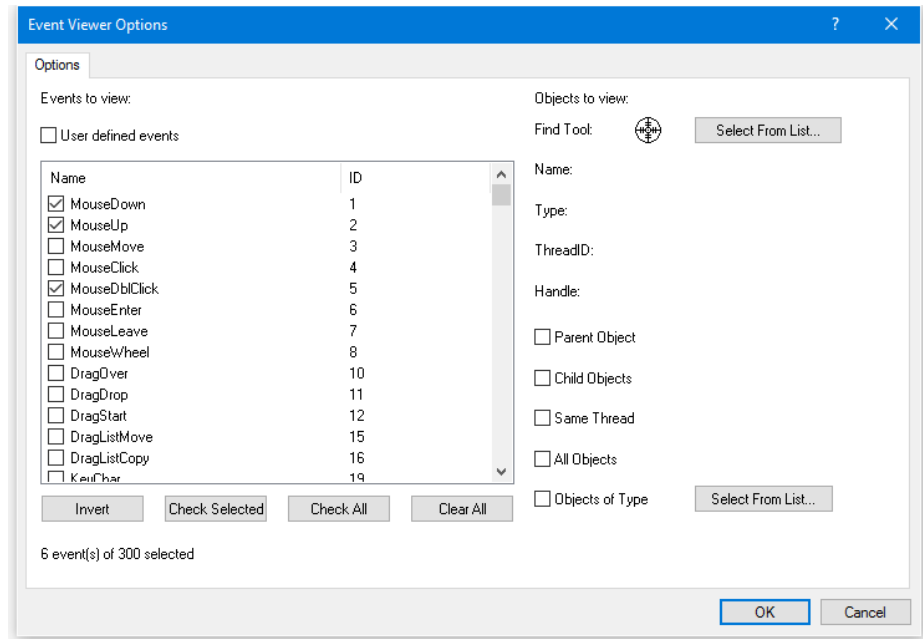 Event Viewer Options
Options
Events to view:
User defined events
Name ID
MouseDown 1
MouseUp 2
MouseMove 3
MouseClick 4
MouseDblClick 5
MouseEnter 6
MouseLeave 7
MouseWheel 8
DragOver 10
DragDrop 11
DragStart 12
DragListMove 15
DragListCopy 16
KeyChar 19
Invert Check Selected Check All Clear All
6 event(s) of 300 selected
Objects to view:
Find Tool: Select From List...
Name:
Type:
ThreadID:
Handle:
Parent Object
Child Objects
Same Thread
All Objects
Objects of Type Select From List...
OK Cancel